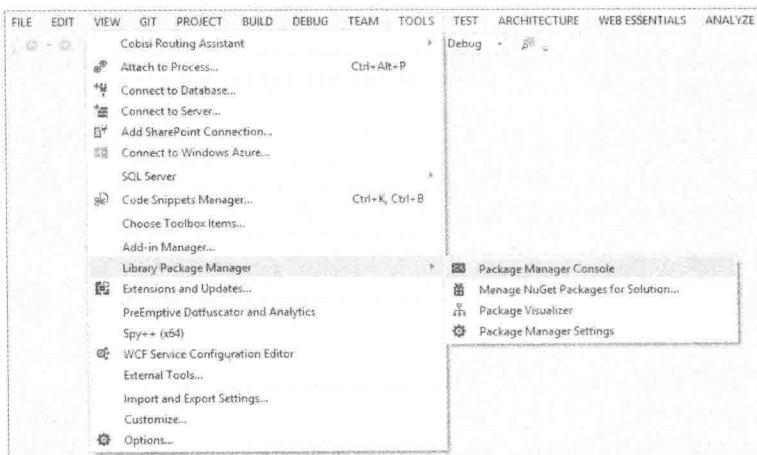 FILE EDIT VIEW GIT PROJECT BUILD DEBUG TEAM TOOLS TEST ARCHITECTURE WEB ESSENTIALS ANALYZE
Cobisi Routing Assistant Debug
Attach to Process... Ctrl+Alt+P
Connect to Database...
Connect to Server...
Add SharePoint Connection...
Connect to Windows Azure...
SQL Server
Code Snippets Manager... Ctrl+K, Ctrl+B
Choose Toolbox Items...
Add-in Manager...
Library Package Manager Package Manager Console
Extensions and Updates... Manage NuGet Packages for Solution...
PreEmptive Dotfuscator and Analytics Package Visualizer
Spy++ (x64) Package Manager Settings
WCF Service Configuration Editor
External Tools...
Import and Export Settings...
Customize...
Options...